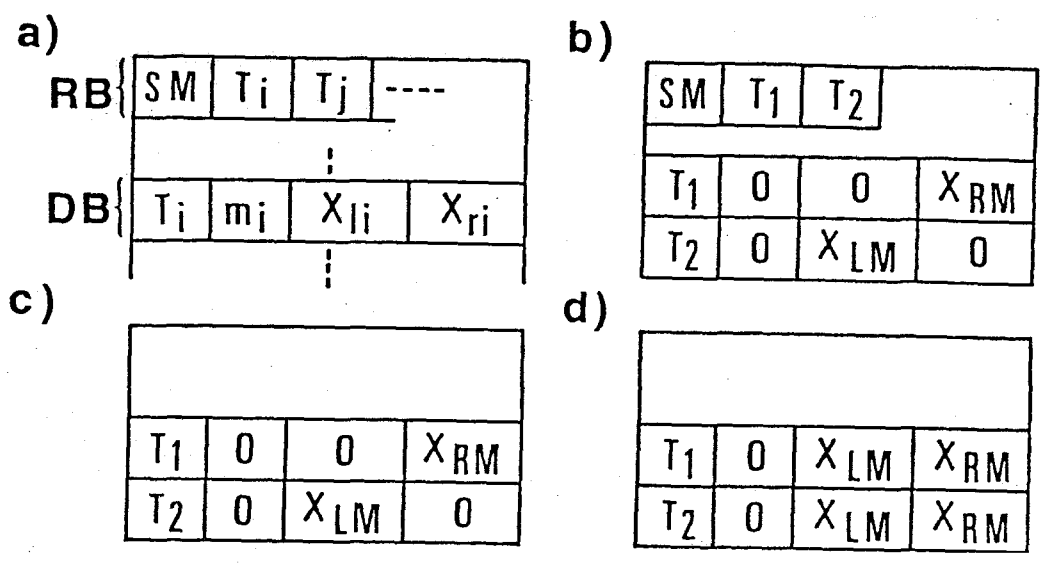 a)
RB{ SM Ti Tj ----
DB{ Ti mi Xli Xri
b)
SM T1 T2
T1 0 0 XRM
T2 0 XLM 0
c)
T1 0 0 XRM
T2 0 XLM 0
d)
T1 0 XLM XRM
T2 0 XLM XRM